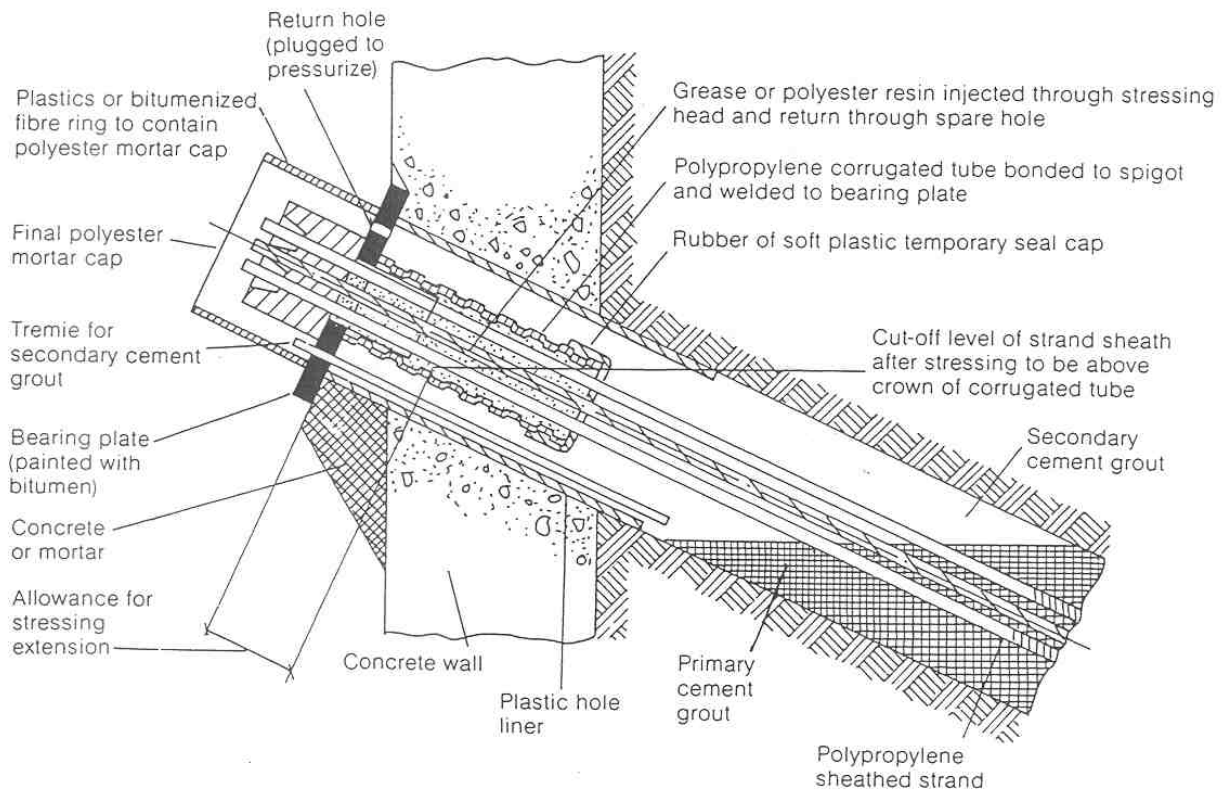 Return hole
(plugged to
pressurize)
Plastics or bitumenized
fibre ring to contain
polyester mortar cap
Final polyester
mortar cap
Tremie for
secondary cement
grout
Bearing plate
(painted with
bitumen)
Concrete
or mortar
Allowance for
stressing
extension
Grease or polyester resin injected through stressing
head and return through spare hole
Polypropylene corrugated tube bonded to spigot
and welded to bearing plate
Rubber of soft plastic temporary seal cap
Cut-off level of strand sheath
after stressing to be above
crown of corrugated tube
Secondary
cement grout
Concrete wall
Plastic hole
liner
Primary
cement
grout
Polypropylene
sheathed strand